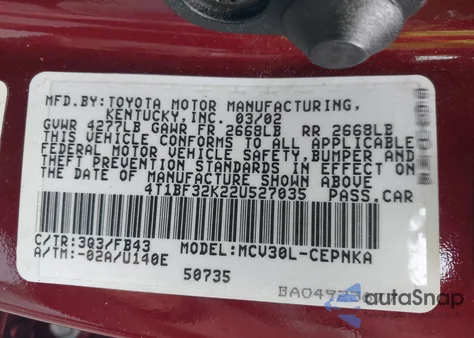 MFD.BY:TOYOTA MOTOR MANUFACTURING,
KENTUCKY,INC. 03/02
GVWR 4277LB GAWR FR 2668LB RR 2668LB
THIS VEHICLE CONFORMS TO ALL APPLICABLE
FEDERAL MOTOR VEHICLE SAFETY,BUMPER AND
THEFT PREVENTION STANDARDS IN EFFECT ON
THE DATE OF MANUFACTURE SHOWN ABOVE
4T1BF32K22U527035 PASS.CAR
C/TR:3Q3/FB43 MODEL:MCV30L-CEPNKA
A/TM:-02A/U140E
50735
autoSnap